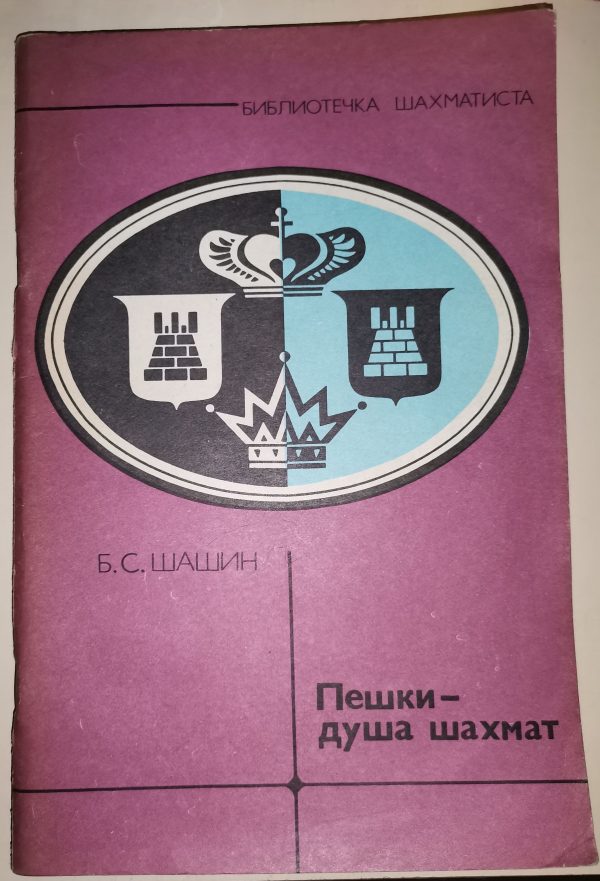 БИБЛИОТЕЧКА ШАХМАТИСТА
Б.С. ШАШИН
Пешки–
душа шахмат